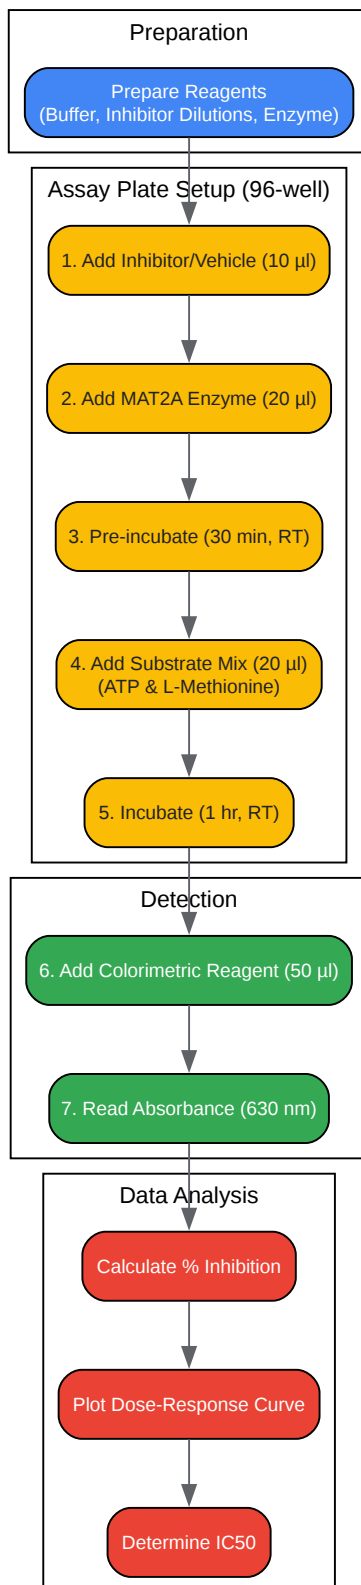 Preparation
Prepare Reagents
(Buffer, Inhibitor Dilutions, Enzyme)
Assay Plate Setup (96-well)
1. Add Inhibitor/Vehicle (10 µl)
2. Add MAT2A Enzyme (20 µl)
3. Pre-incubate (30 min, RT)
4. Add Substrate Mix (20 µl)
(ATP & L-Methionine)
5. Incubate (1 hr, RT)
Detection
6. Add Colorimetric Reagent (50 µl)
7. Read Absorbance (630 nm)
Data Analysis
Calculate % Inhibition
Plot Dose-Response Curve
Determine IC50